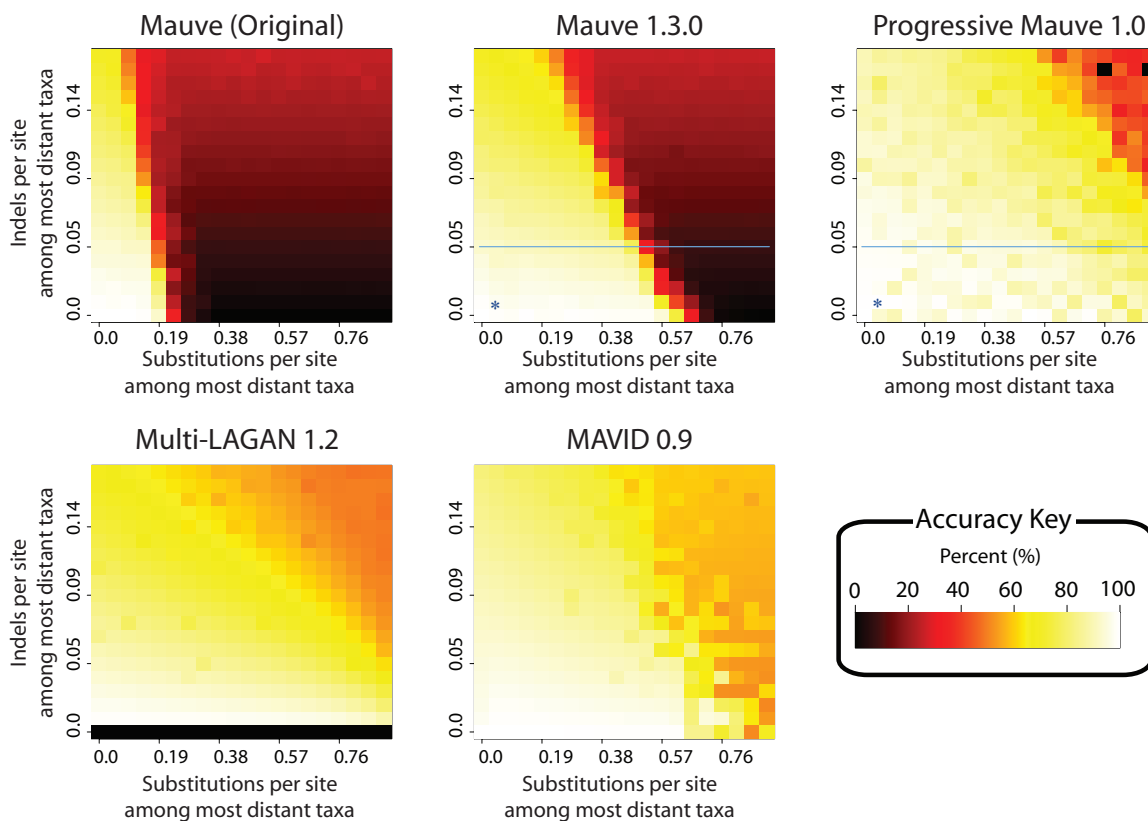 Mauve (Original)
Mauve 1.3.0
Progressive Mauve 1.0
Indels per site
among most distant taxa
0.14
0.09
0.05
0.0
0.14
0.09
0.05
0.0
*
0.14
0.09
0.05
0.0
*
0.0 0.19 0.38 0.57 0.76
Substitutions per site
among most distant taxa
0.0 0.19 0.38 0.57 0.76
Substitutions per site
among most distant taxa
0.0 0.19 0.38 0.57 0.76
Substitutions per site
among most distant taxa
Multi-LAGAN 1.2
MAVID 0.9
Indels per site
among most distant taxa
0.14
0.09
0.05
0.0
0.14
0.09
0.05
0.0
0.0 0.19 0.38 0.57 0.76
Substitutions per site
among most distant taxa
0.0 0.19 0.38 0.57 0.76
Substitutions per site
among most distant taxa
Accuracy Key
Percent (%)
0 20 40 60 80 100